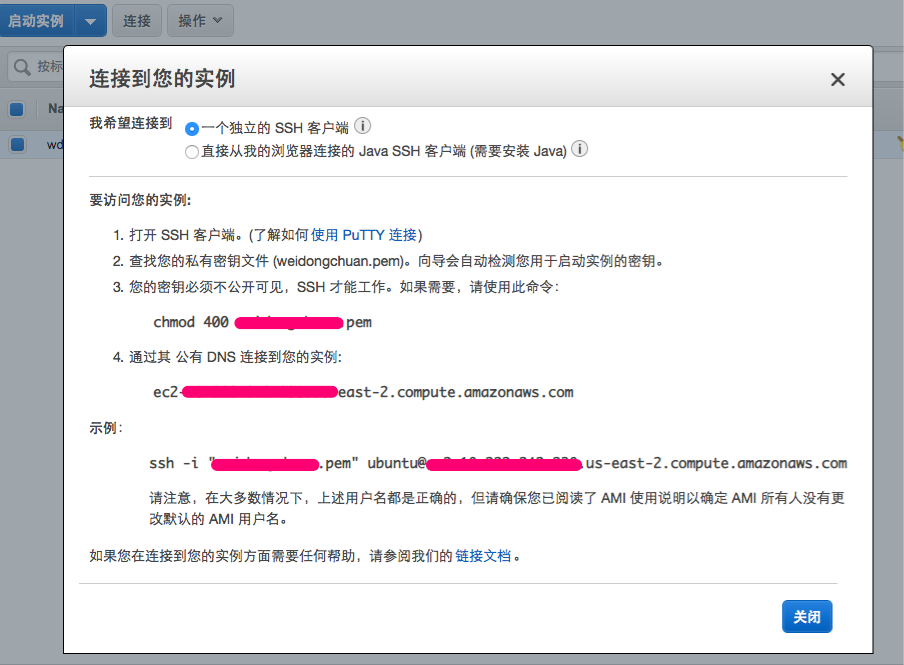 启动实例
连接
操作
按标
Na
wd
连接到您的实例
我希望连接到
一个独立的 SSH 客户端
直接从我的浏览器连接的 Java SSH 客户端 (需要安装 Java)
要访问您的实例:
1. 打开 SSH 客户端。(了解如何使用 PuTTY 连接)
2. 查找您的私有密钥文件 (weidongchuan.pem)。向导会自动检测您用于启动实例的密钥。
3. 您的密钥必须不公开可见，SSH 才能工作。如果需要，请使用此命令：
chmod 400 pem
4. 通过其 公有 DNS 连接到您的实例:
ec2- east-2.compute.amazonaws.com
示例：
ssh -i " .pem" ubuntu@ .us-east-2.compute.amazonaws.com
请注意，在大多数情况下，上述用户名都是正确的，但请确保您已阅读了 AMI 使用说明以确定 AMI 所有人没有更
改默认的 AMI 用户名。
如果您在连接到您的实例方面需要任何帮助，请参阅我们的链接文档。
关闭